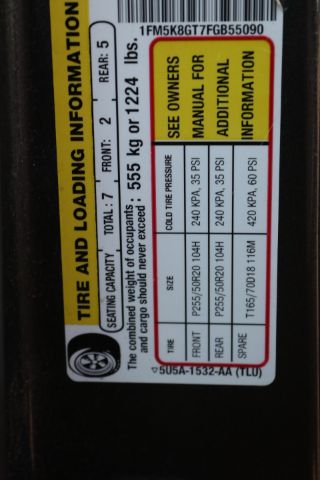 1FM5K8GT7FGB55090
TIRE AND LOADING INFORMATION
SEATING CAPACITY TOTAL: 7 FRONT: 2 REAR: 5
The combined weight of occupants
and cargo should never exceed: 555 kg or 1224 lbs.
TIRE SIZE COLD TIRE PRESSURE SEE OWNERS
FRONT P255/50R20 104H 240 KPA, 35 PSI MANUAL FOR
REAR P255/50R20 104H 240 KPA, 35 PSI ADDITIONAL
SPARE T165/70D18 116M 420 KPA, 60 PSI INFORMATION
5U5A-1532-AA (TLU)